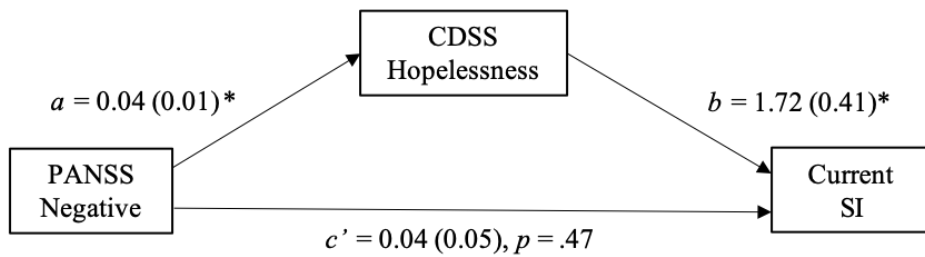 CDSS
Hopelessness
a = 0.04 (0.01)*
b = 1.72 (0.41)*
PANSS
Negative
Current
SI
c’ = 0.04 (0.05), p = .47